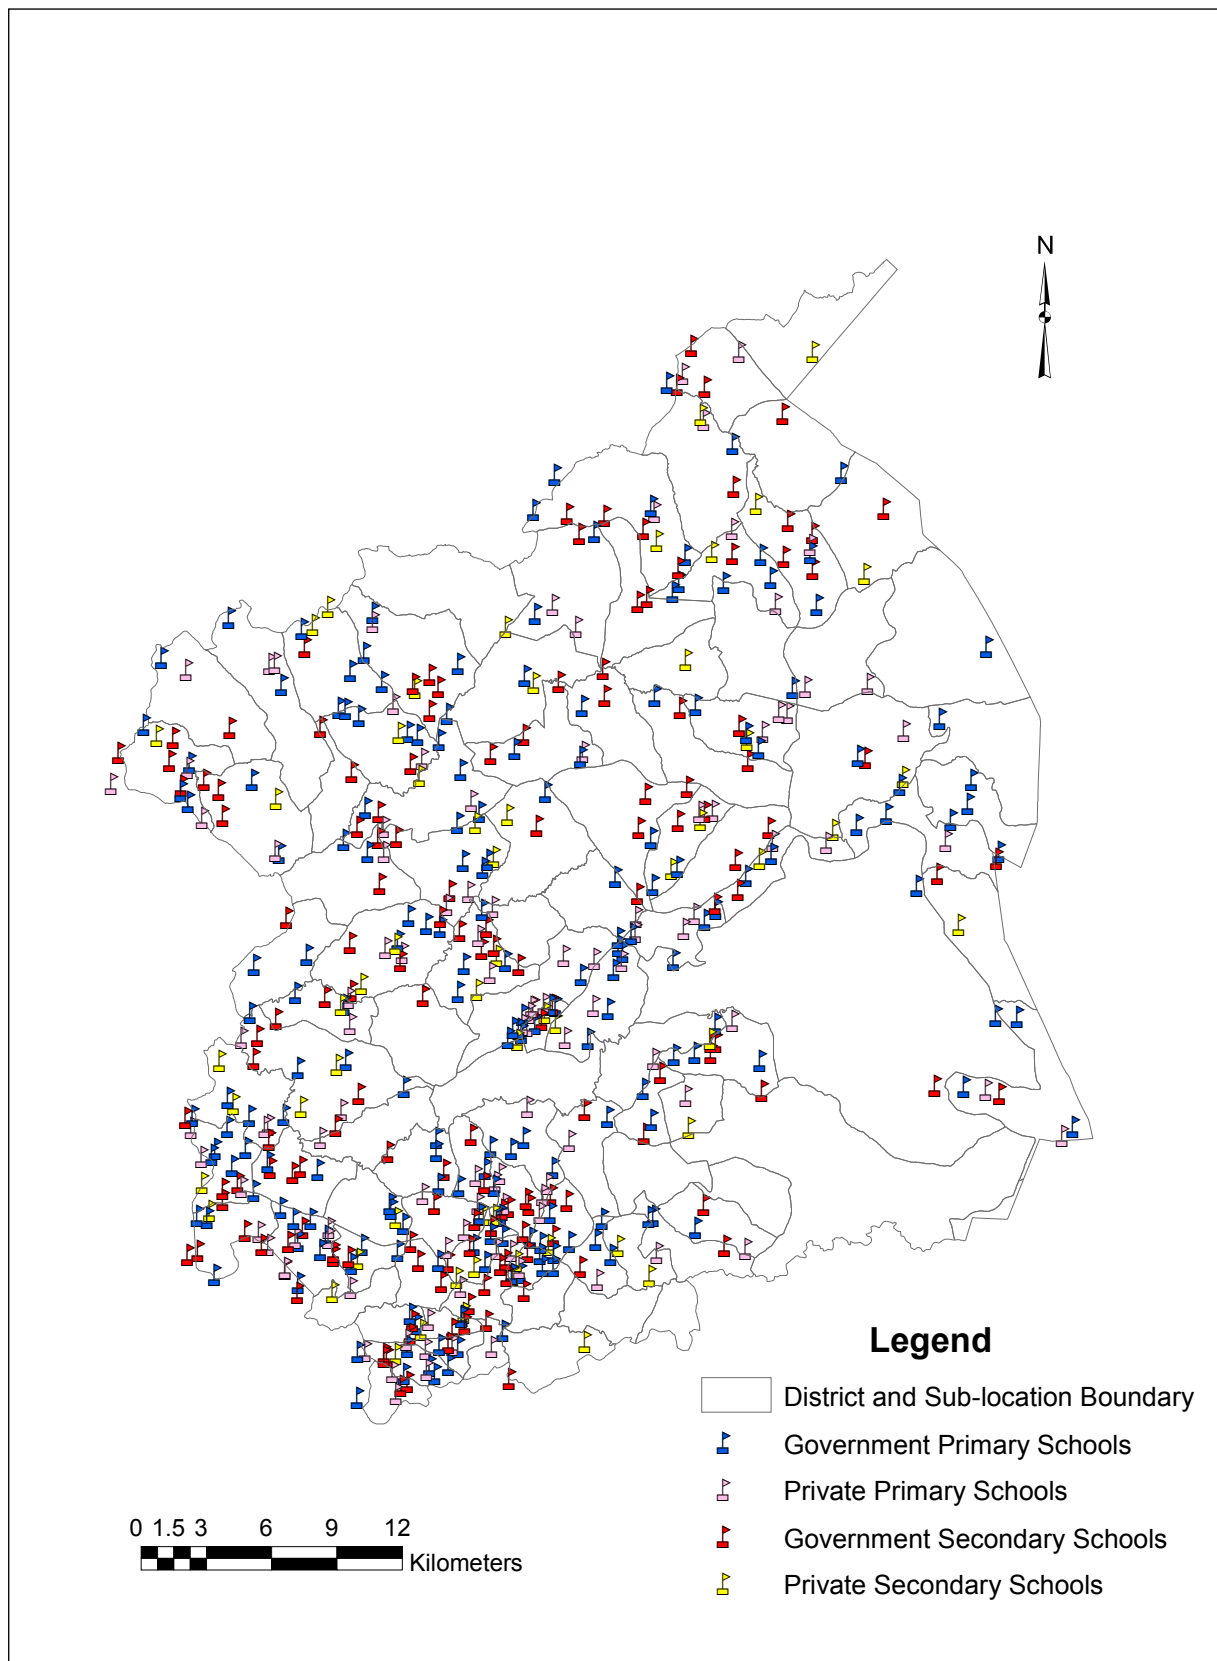 N
Legend
District and Sub-location Boundary
Government Primary Schools
Private Primary Schools
Government Secondary Schools
Private Secondary Schools
0 1.5 3 6 9 12
Kilometers